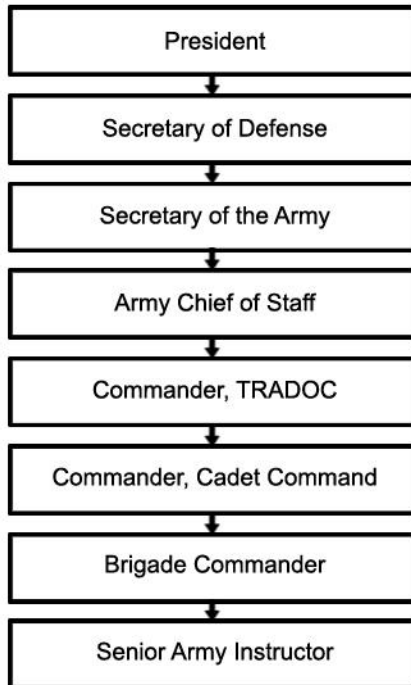 President
Secretary of Defense
Secretary of the Army
Army Chief of Staff
Commander, TRADOC
Commander, Cadet Command
Brigade Commander
Senior Army Instructor